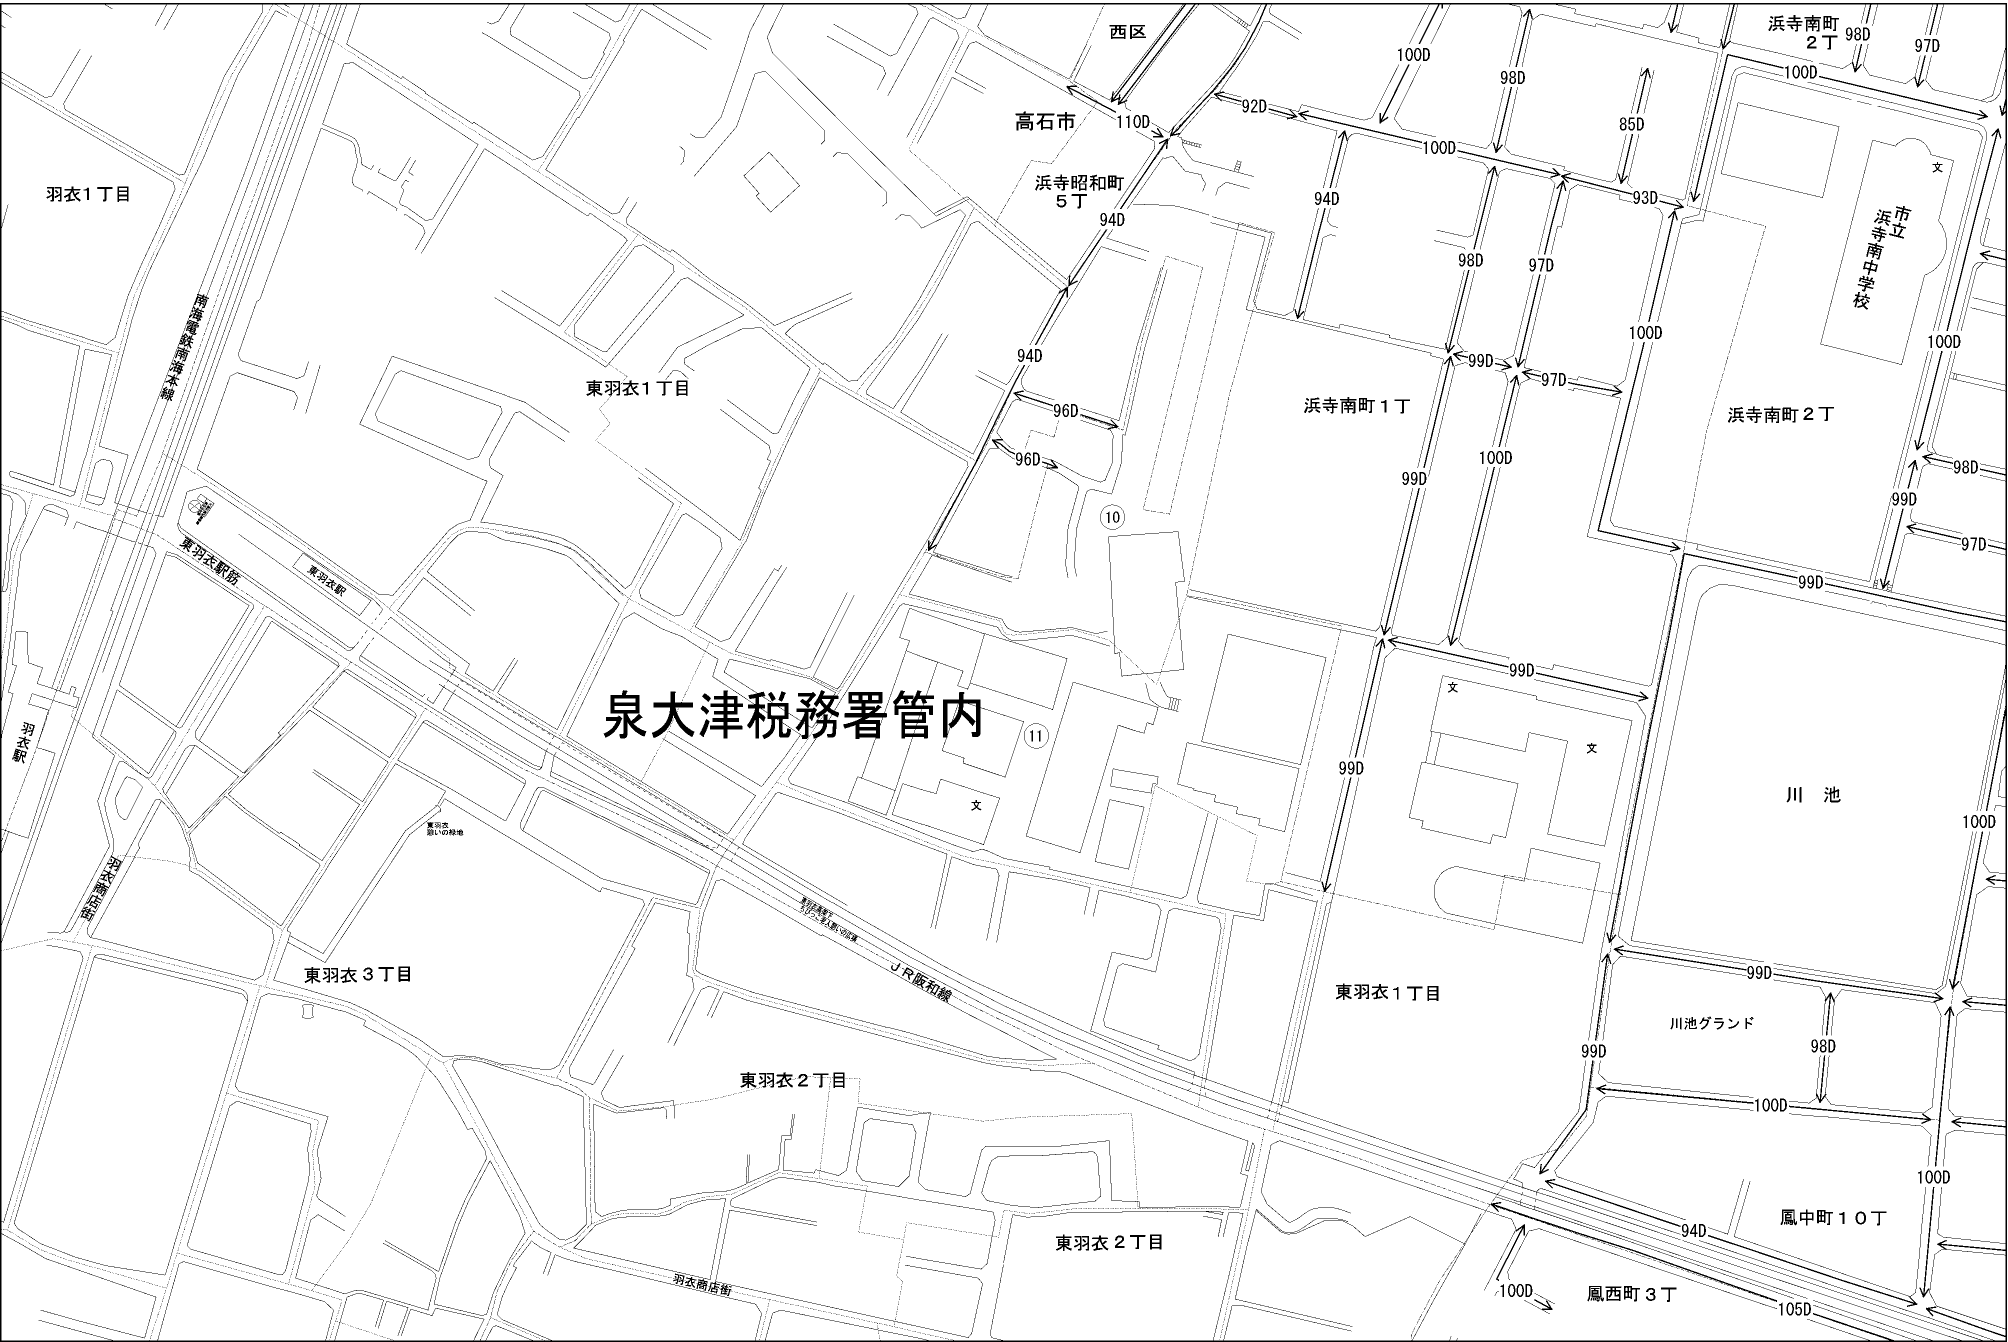 西区
浜寺南町
２丁
98D
97D
100D
98D
100D
92D
110D
高石市
100D
85D
文
羽衣１丁目
浜寺昭和町
５丁
94D
94D
93D
市立
浜寺南中学校
98D
97D
南海電鉄南海本線
100D
100D
94D
99D
97D
東羽衣１丁目
96D
浜寺南町１丁
浜寺南町２丁
96D
100D
98D
99D
99D
10
97D
東羽衣駅筋
東羽衣駅
99D
99D
文
泉大津税務署管内
羽衣駅
11
文
99D
川　池
文
東羽衣
憩いの緑地
100D
羽衣商店街
東羽衣３丁目
ＪＲ阪和線
99D
東羽衣１丁目
川池グランド
99D
98D
東羽衣２丁目
100D
100D
鳳中町１０丁
94D
東羽衣２丁目
羽衣商店街
100D
鳳西町３丁
105D